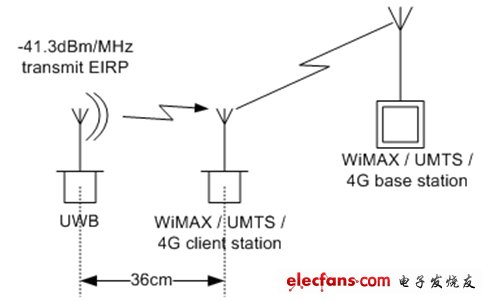 -41.3dBm/MHz
transmit EIRP
WiMAX / UMTS /
4G base station
UWB
WiMAX / UMTS /
4G client station
36cm
elecfans·com 电子发烧友